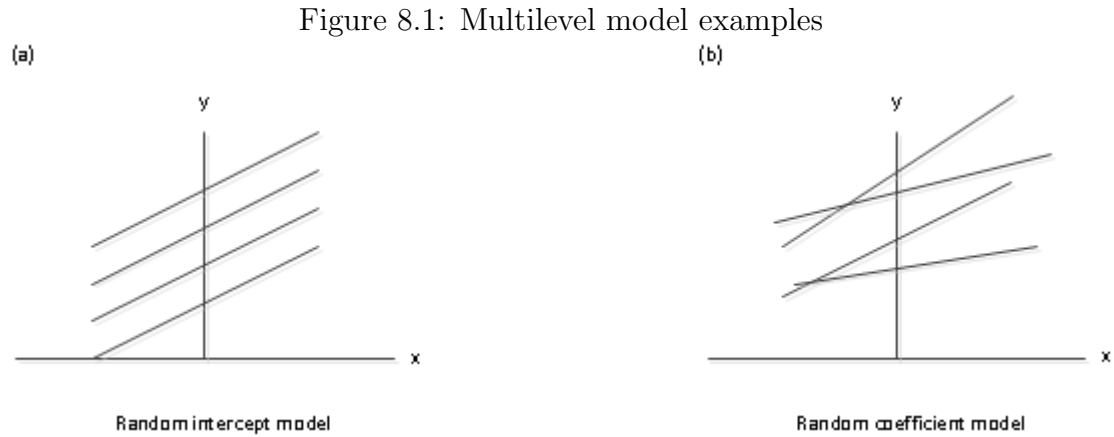 Figure 8.1: Multilevel model examples
(a)
(b)
y
y
x
x
Random intercept model
Random coefficient model